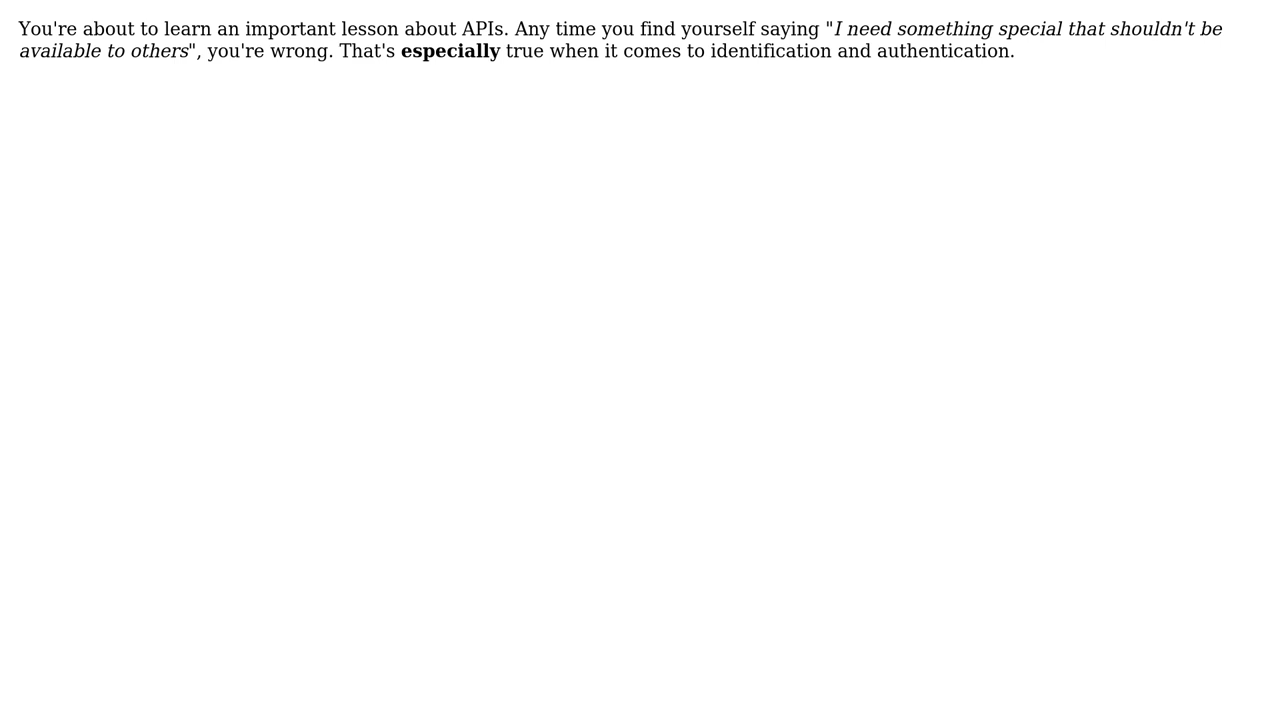 You're about to learn an important lesson about APIs. Any time you find yourself saying "I need something special that shouldn't be
available to others", you're wrong. That's especially true when it comes to identification and authentication.